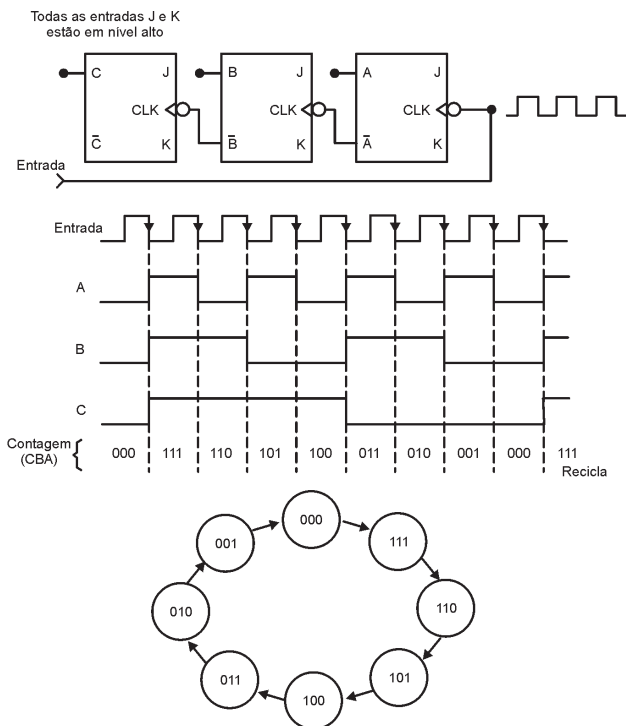 Todas as entradas J e K
estão em nível alto
C J B J A J
CLK CLK CLK
C̅ K B̅ K A̅ K
Entrada
Entrada
A
B
C
Contagem
(CBA)
000 111 110 101 100 011 010 001 000 111
Recicla
000
001 111
010 110
011 101
100